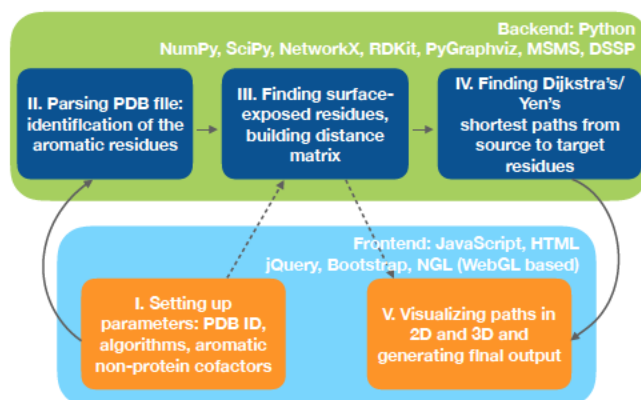 Backend: Python
NumPy, SciPy, NetworkX, RDKit, PyGraphviz, MSMS, DSSP
II. Parsing PDB file:
identification of the
aromatic residues
III. Finding surface-
exposed residues,
building distance
matrix
IV. Finding Dijkstra's/
Yen's
shortest paths from
source to target
residues
Frontend: JavaScript, HTML
jQuery, Bootstrap, NGL (WebGL based)
I. Setting up
parameters: PDB ID,
algorithms, aromatic
non-protein cofactors
V. Visualizing paths in
2D and 3D and
generating final output